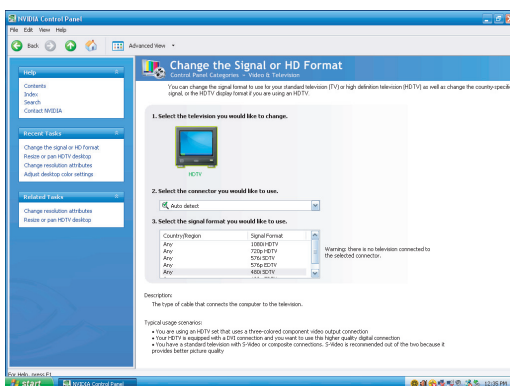 NVIDIA Control Panel
File Edit View Help
Back
Advanced View
Help
Contents
Index
Search
Contact NVIDIA
Recent Tasks
Change the signal or HD format
Resize or pan HDTV desktop
Change resolution attributes
Adjust desktop color settings
Related Tasks
Change resolution attributes
Resize or pan HDTV desktop
Change the Signal or HD Format
Control Panel Categories > Video & Television
You can change the signal format to use for your standard television (TV) or high definition television (HDTV) as well as change the country-specific
signal, or the HDTV display format if you are using an HDTV.
1. Select the television you would like to change.
HDTV
2. Select the connector you would like to use.
Auto detect
3. Select the signal format you would like to use.
Country/Region Signal Format
Any 1080i HDTV
Any 720p HDTV
Any 576i SDTV
Any 576p EDTV
Any 480i SDTV
Warning: there is no television connected to
the selected connector.
Description:
The type of cable that connects the computer to the television.
Typical usage scenarios:
• You are using an HDTV set that uses a three-colored component video output connection
• Your HDTV is equipped with a DVI connection and you want to use this higher quality digital connection
• You have a standard television with S-Video or composite connections. S-Video is recommended out of the two because it
provides better picture quality
For Help, press F1
start
NVIDIA Control Panel
12:35 PM